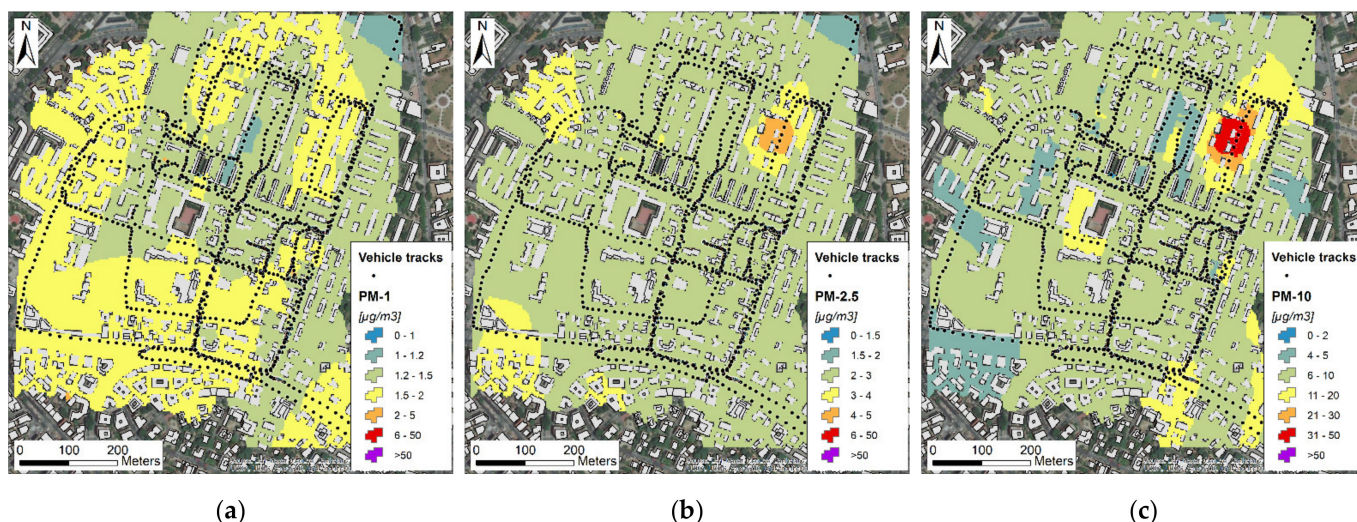 N
Vehicle tracks
PM-1
[µg/m3]
0 - 1
1 - 1.2
1.2 - 1.5
1.5 - 2
2 - 5
6 - 50
>50
0 100 200
Meters
(a)
N
Vehicle tracks
PM-2.5
[µg/m3]
0 - 1.5
1.5 - 2
2 - 3
3 - 4
4 - 5
6 - 50
>50
0 100 200
Meters
(b)
N
Vehicle tracks
PM-10
[µg/m3]
0 - 2
4 - 5
6 - 10
11 - 20
21 - 30
31 - 50
>50
0 100 200
Meters
(c)